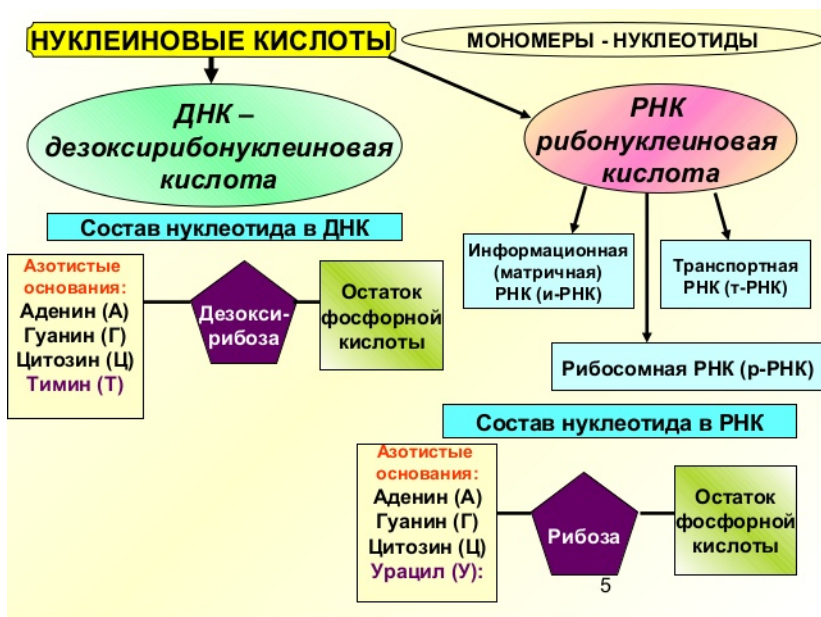 НУКЛЕИНОВЫЕ КИСЛОТЫ
МОНОМЕРЫ - НУКЛЕОТИДЫ
ДНК –
дезоксирибонуклеиновая
кислота
РНК
рибонуклеиновая
кислота
Состав нуклеотида в ДНК
Информационная
(матричная)
РНК (и-РНК)
Транспортная
РНК (т-РНК)
Азотистые
основания:
Аденин (А)
Гуанин (Г)
Цитозин (Ц)
Тимин (Т)
Дезокси-
рибоза
Остаток
фосфорной
кислоты
Рибосомная РНК (р-РНК)
Состав нуклеотида в РНК
Азотистые
основания:
Аденин (А)
Гуанин (Г)
Цитозин (Ц)
Урацил (У):
Рибоза
Остаток
фосфорной
кислоты
5